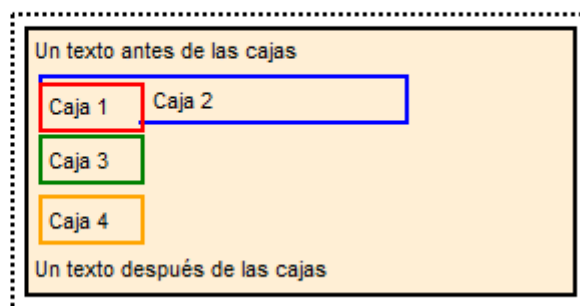 Un texto antes de las cajas
Caja 1 Caja 2
Caja 3
Caja 4
Un texto después de las cajas